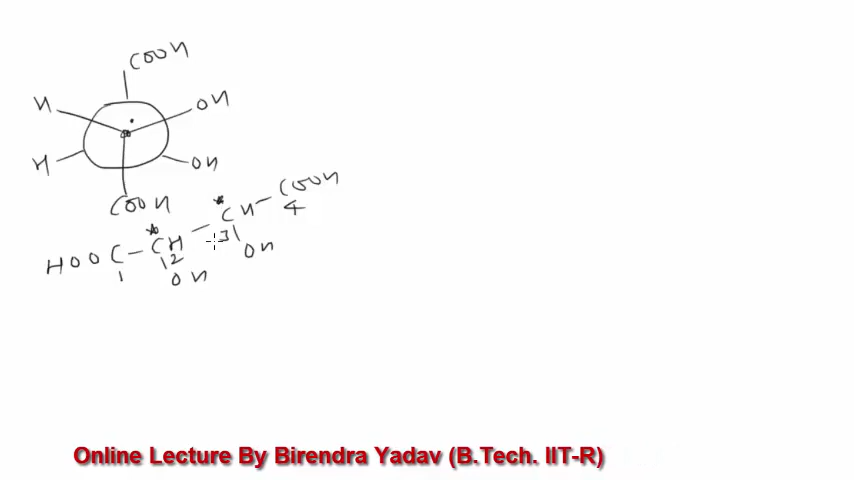 COOH
H OH
H OH
COOH
HOOC - CH - CH - COOH
* *
1 2 3 4
OH OH
Online Lecture By Birendra Yadav (B.Tech. IIT-R)